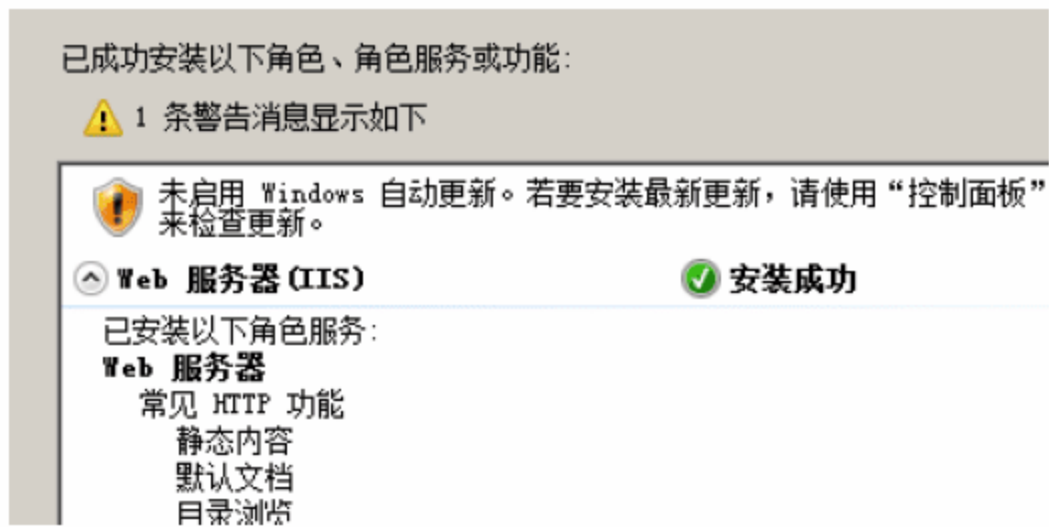 已成功安装以下角色、角色服务或功能:
1 条警告消息显示如下
未启用 Windows 自动更新。若要安装最新更新，请使用“控制面板”
来检查更新。
Web 服务器(IIS)
安装成功
已安装以下角色服务:
Web 服务器
常见 HTTP 功能
静态内容
默认文档
目录浏览